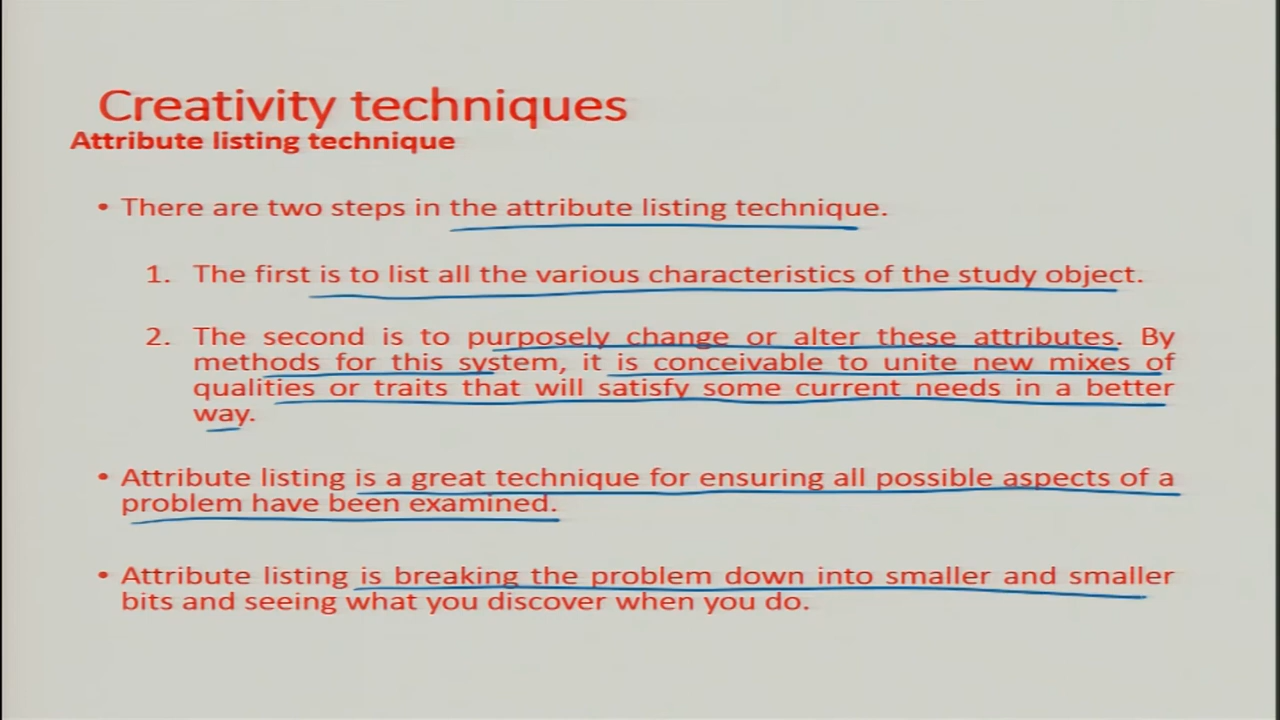 Creativity techniques
Attribute listing technique
• There are two steps in the attribute listing technique.
1. The first is to list all the various characteristics of the study object.
2. The second is to purposely change or alter these attributes. By
methods for this system, it is conceivable to unite new mixes of
qualities or traits that will satisfy some current needs in a better
way.
• Attribute listing is a great technique for ensuring all possible aspects of a
problem have been examined.
• Attribute listing is breaking the problem down into smaller and smaller
bits and seeing what you discover when you do.